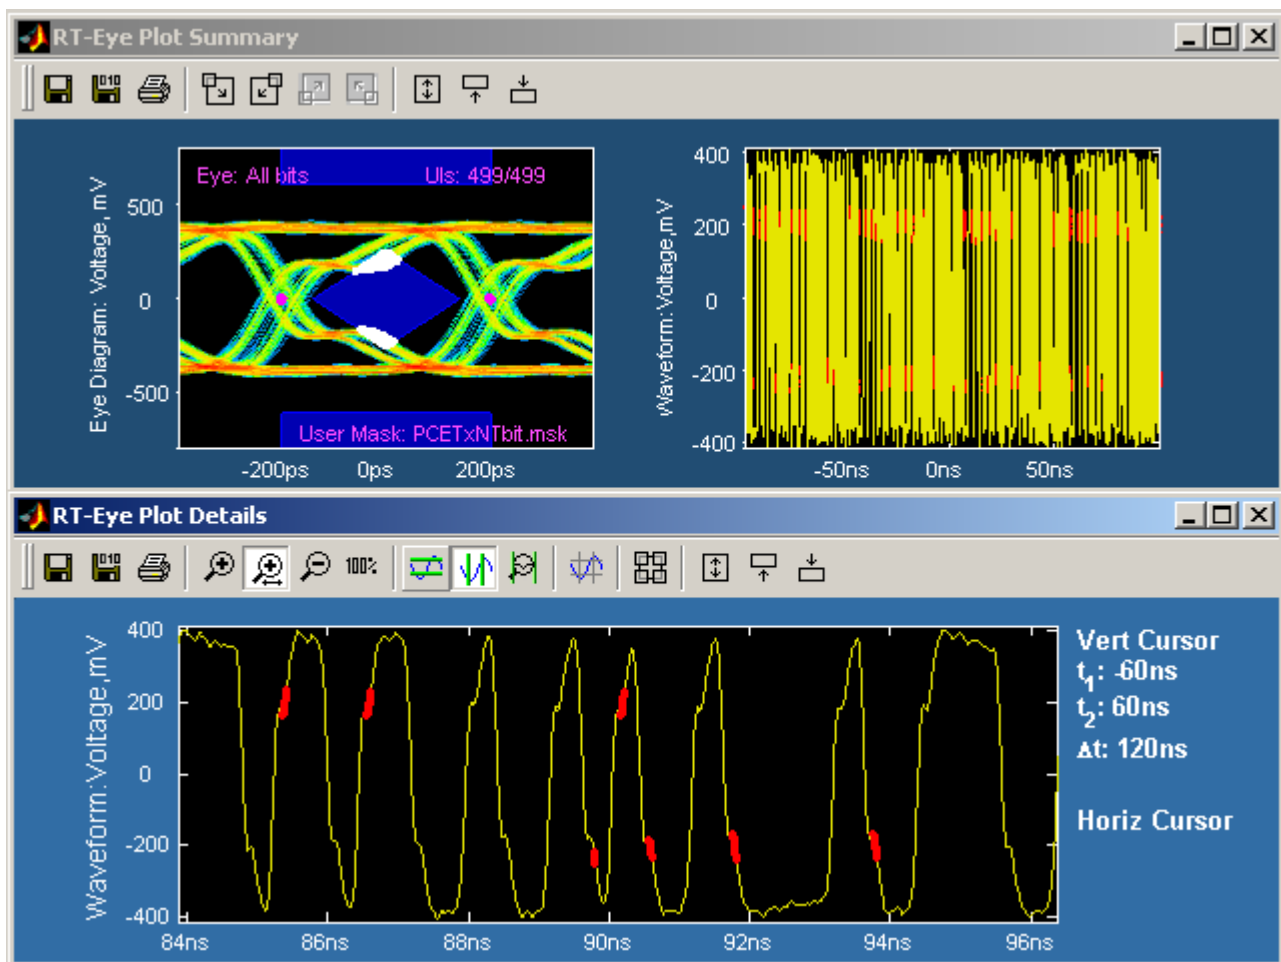 RT-Eye Plot Summary
Eye Diagram: Voltage, mV
500
0
-500
Eye: All bits
UIs: 499/499
User Mask: PCETxNTbit.msk
-200ps
0ps
200ps
Waveform:Voltage,mV
400
200
0
-200
-400
-50ns
0ns
50ns
RT-Eye Plot Details
100%
Waveform:Voltage,mV
400
200
0
-200
-400
84ns
86ns
88ns
90ns
92ns
94ns
96ns
Vert Cursor
t1: -60ns
t2: 60ns
Δt: 120ns
Horiz Cursor